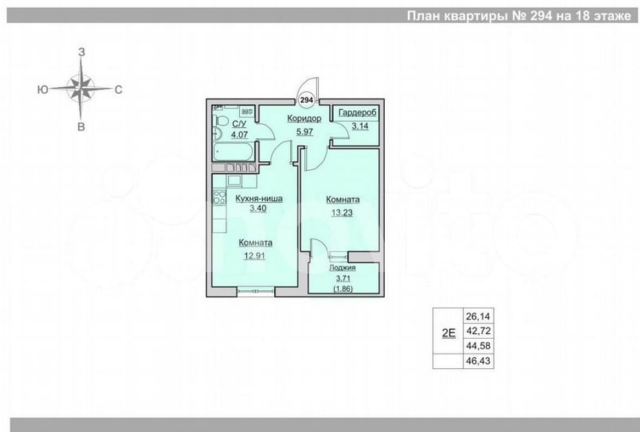 План квартиры № 294 на 18 этаже
З
Ю
С
В
294
С/У
4.07
Коридор
5.97
Гардероб
3.14
Кухня-ниша
3.40
Комната
12.91
Комната
13.23
Лоджия
3.71
(1.86)
2Е
26,14
42,72
44,58
46,43